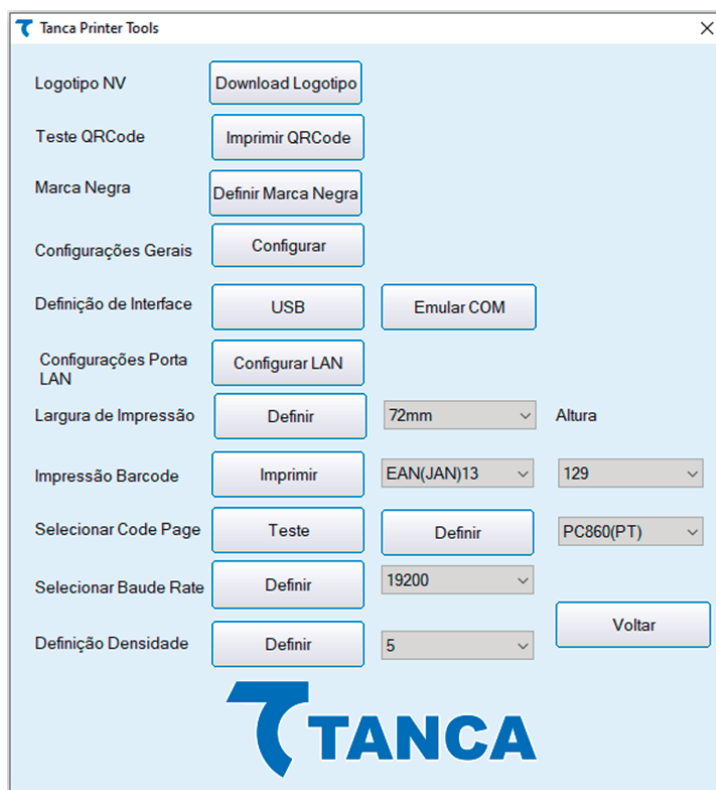 Tanca Printer Tools
Logotipo NV
Download Logotipo
Teste QRCode
Imprimir QRCode
Marca Negra
Definir Marca Negra
Configurações Gerais
Configurar
Definição de Interface
USB
Emular COM
Configurações Porta
LAN
Configurar LAN
Largura de Impressão
Definir
72mm
Altura
Impressão Barcode
Imprimir
EAN(JAN)13
129
Selecionar Code Page
Teste
Definir
PC860(PT)
Selecionar Baude Rate
Definir
19200
Voltar
Definição Densidade
Definir
5
TANCA